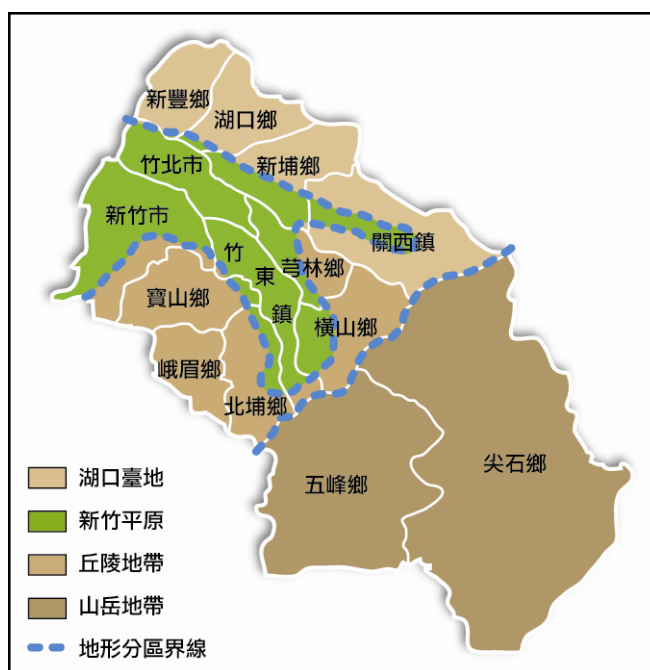 新豐鄉
湖口鄉
竹北市
新埔鄉
新竹市
關西鎮
竹東鎮
芎林鄉
寶山鄉
橫山鄉
峨眉鄉
北埔鄉
五峰鄉
尖石鄉
湖口臺地
新竹平原
丘陵地帶
山岳地帶
地形分區界線